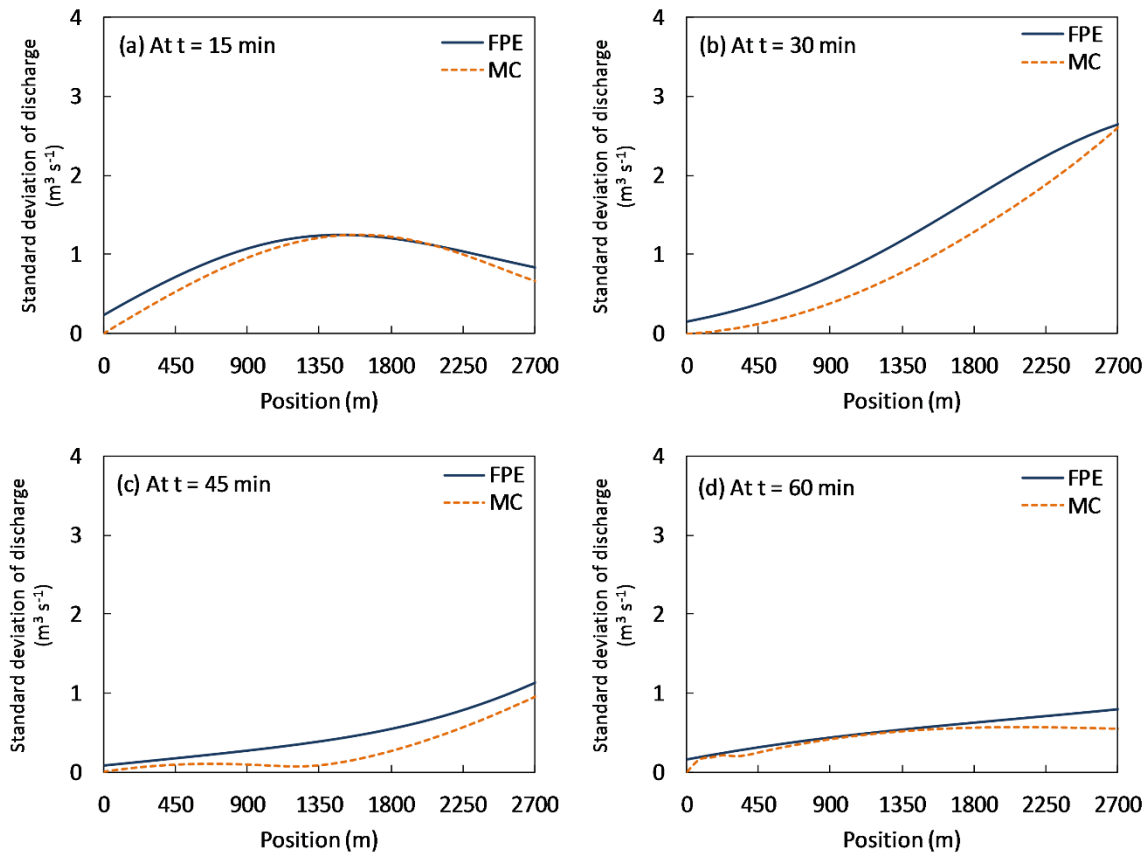 (a) At t = 15 min
FPE
MC
Standard deviation of discharge
(m³ s⁻¹)
4
3
2
1
0
0 450 900 1350 1800 2250 2700
Position (m)
(b) At t = 30 min
FPE
MC
Standard deviation of discharge
(m³ s⁻¹)
4
3
2
1
0
0 450 900 1350 1800 2250 2700
Position (m)
(c) At t = 45 min
FPE
MC
Standard deviation of discharge
(m³ s⁻¹)
4
3
2
1
0
0 450 900 1350 1800 2250 2700
Position (m)
(d) At t = 60 min
FPE
MC
Standard deviation of discharge
(m³ s⁻¹)
4
3
2
1
0
0 450 900 1350 1800 2250 2700
Position (m)